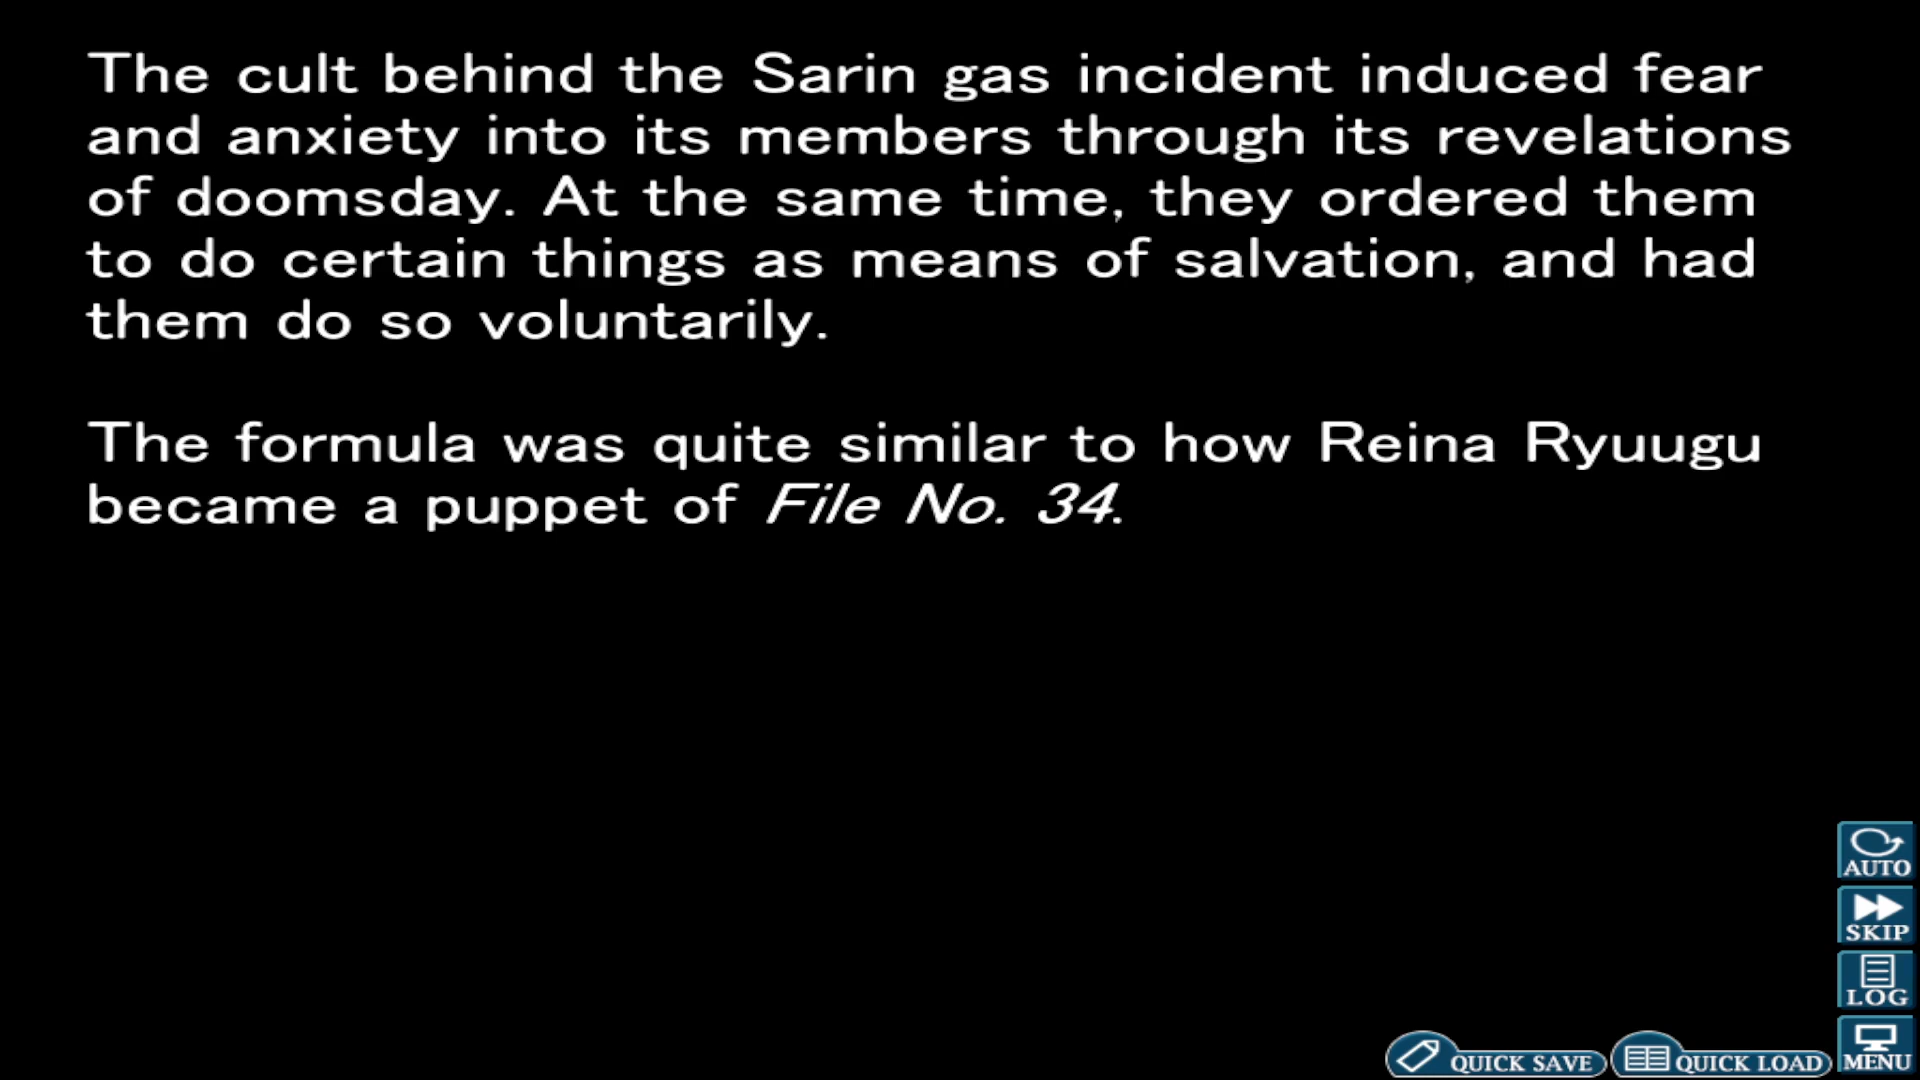 The cult behind the Sarin gas incident induced fear
and anxiety into its members through its revelations
of doomsday. At the same time, they ordered them
to do certain things as means of salvation, and had
them do so voluntarily.
The formula was quite similar to how Reina Ryuugu
became a puppet of File No. 34.
AUTO
SKIP
LOG
MENU
QUICK SAVE
QUICK LOAD